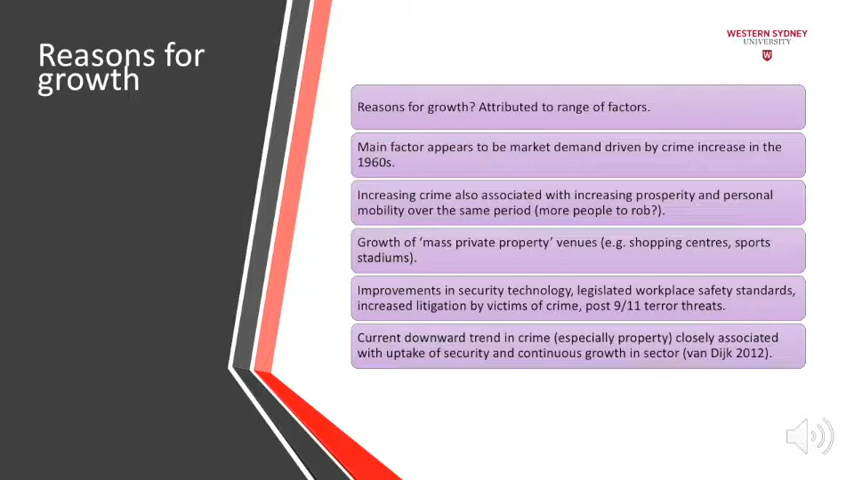 Reasons for
growth
WESTERN SYDNEY
UNIVERSITY
W
Reasons for growth? Attributed to range of factors.
Main factor appears to be market demand driven by crime increase in the
1960s.
Increasing crime also associated with increasing prosperity and personal
mobility over the same period (more people to rob?).
Growth of ‘mass private property’ venues (e.g. shopping centres, sports
stadiums).
Improvements in security technology, legislated workplace safety standards,
increased litigation by victims of crime, post 9/11 terror threats.
Current downward trend in crime (especially property) closely associated
with uptake of security and continuous growth in sector (van Dijk 2012).